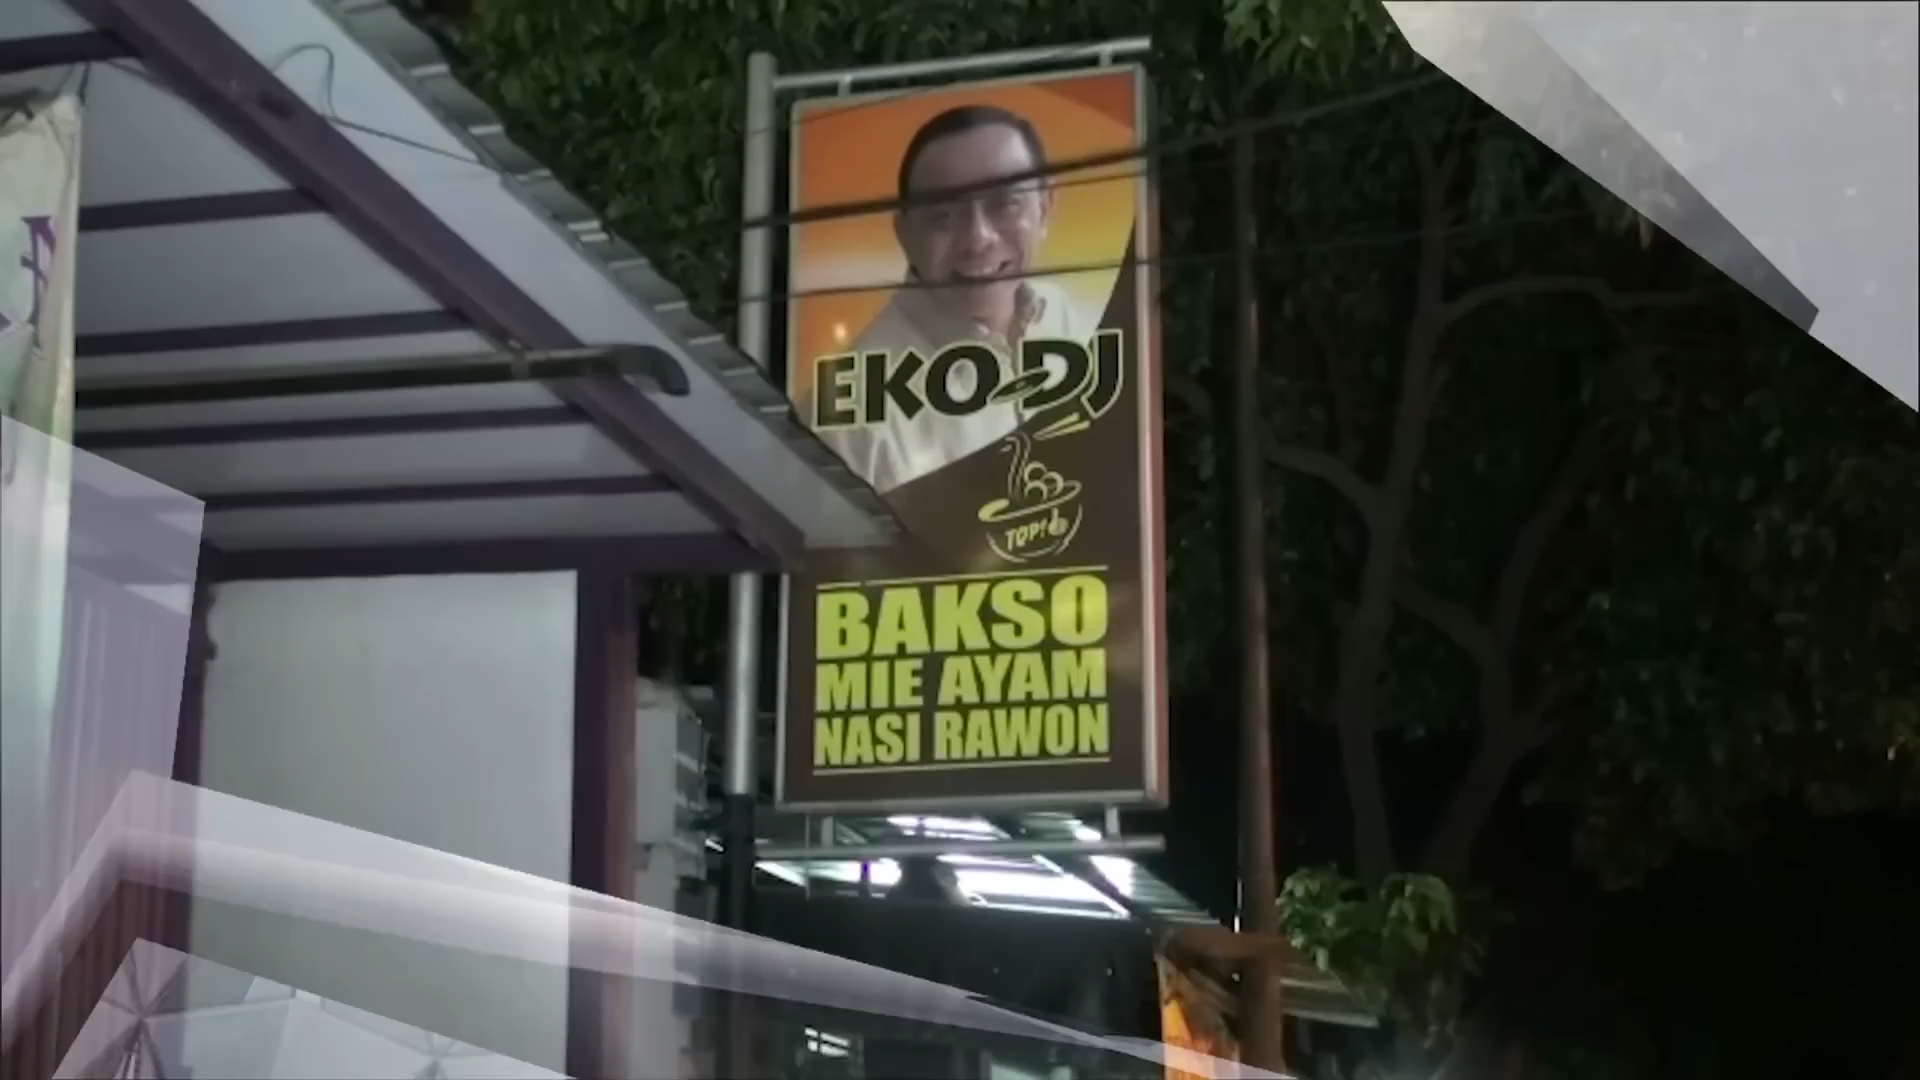 EKO DJ
TOP!
BAKSO
MIE AYAM
NASI RAWON